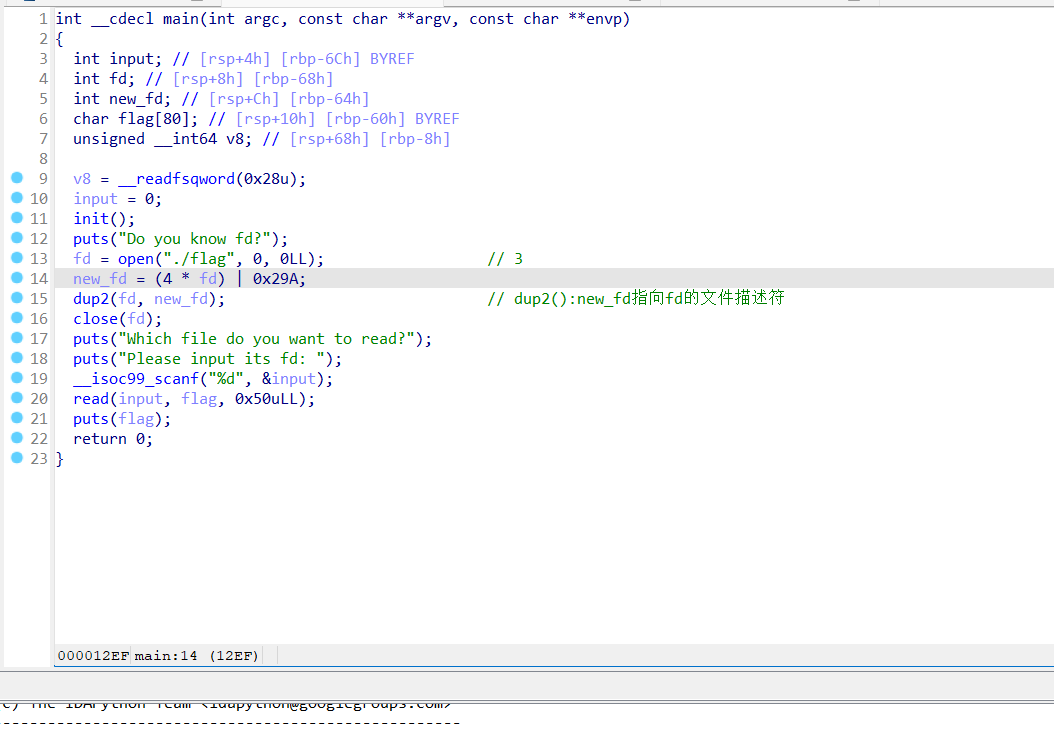 1 int __cdecl main(int argc, const char **argv, const char **envp)
2 {
3 int input; // [rsp+4h] [rbp-6Ch] BYREF
4 int fd; // [rsp+8h] [rbp-68h]
5 int new_fd; // [rsp+Ch] [rbp-64h]
6 char flag[80]; // [rsp+10h] [rbp-60h] BYREF
7 unsigned __int64 v8; // [rsp+68h] [rbp-8h]
8
9 v8 = __readfsqword(0x28u);
10 input = 0;
11 init();
12 puts("Do you know fd?");
13 fd = open("./flag", 0, 0LL); // 3
14 new_fd = (4 * fd) | 0x29A;
15 dup2(fd, new_fd); // dup2():new_fd指向fd的文件描述符
16 close(fd);
17 puts("Which file do you want to read?");
18 puts("Please input its fd: ");
19 __isoc99_scanf("%d", &input);
20 read(input, flag, 0x50uLL);
21 puts(flag);
22 return 0;
23 }
000012EF main:14 (12EF)
c) The IDAPython Team <idapython@googlegroups.com>
---------------------------------------------------